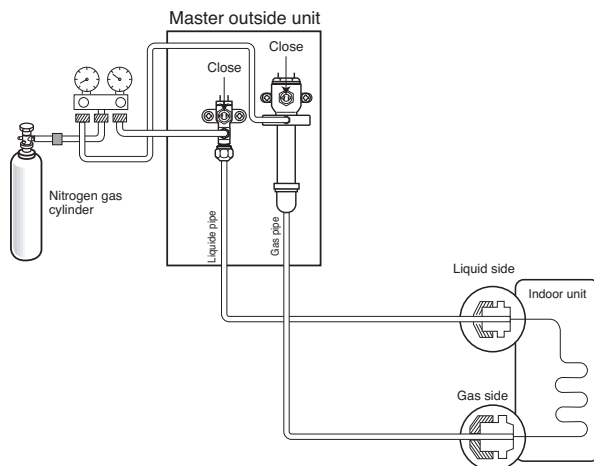 Master outside unit
Close
Close
Nitrogen gas
cylinder
Liquide pipe
Gas pipe
Liquid side
Indoor unit
Gas side